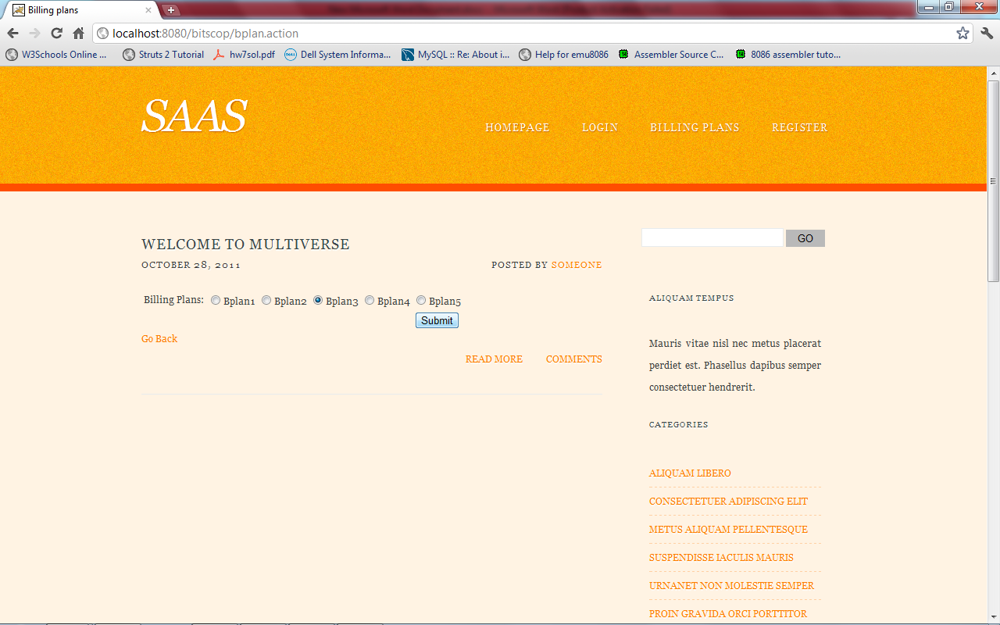 Billing plans
localhost:8080/bitscop/bplan.action
W3Schools Online ... Struts 2 Tutorial hw7sol.pdf Dell System Informa... MySQL :: Re: About i... Help for emu8086 Assembler Source C... 8086 assembler tuto...
SAAS
HOMEPAGE LOGIN BILLING PLANS REGISTER
WELCOME TO MULTIVERSE
GO
OCTOBER 28, 2011 POSTED BY SOMEONE
Billing Plans: Bplan1 Bplan2 Bplan3 Bplan4 Bplan5
Submit
Go Back
READ MORE COMMENTS
ALIQUAM TEMPUS
Mauris vitae nisl nec metus placerat
perdiet est. Phasellus dapibus semper
consectetuer hendrerit.
CATEGORIES
ALIQUAM LIBERO
CONSECTETUER ADIPISCING ELIT
METUS ALIQUAM PELLENTESQUE
SUSPENDISSE IACULIS MAURIS
URNANET NON MOLESTIE SEMPER
PROIN GRAVIDA ORCI PORTTITOR